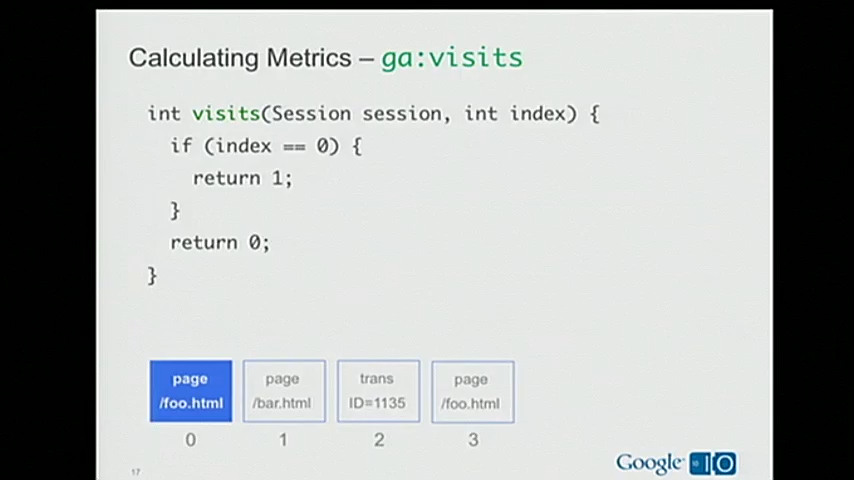 Calculating Metrics – ga:visits
int visits(Session session, int index) {
if (index == 0) {
return 1;
}
return 0;
}
page
/foo.html
page
/bar.html
trans
ID=1135
page
/foo.html
0
1
2
3
17
Google IO